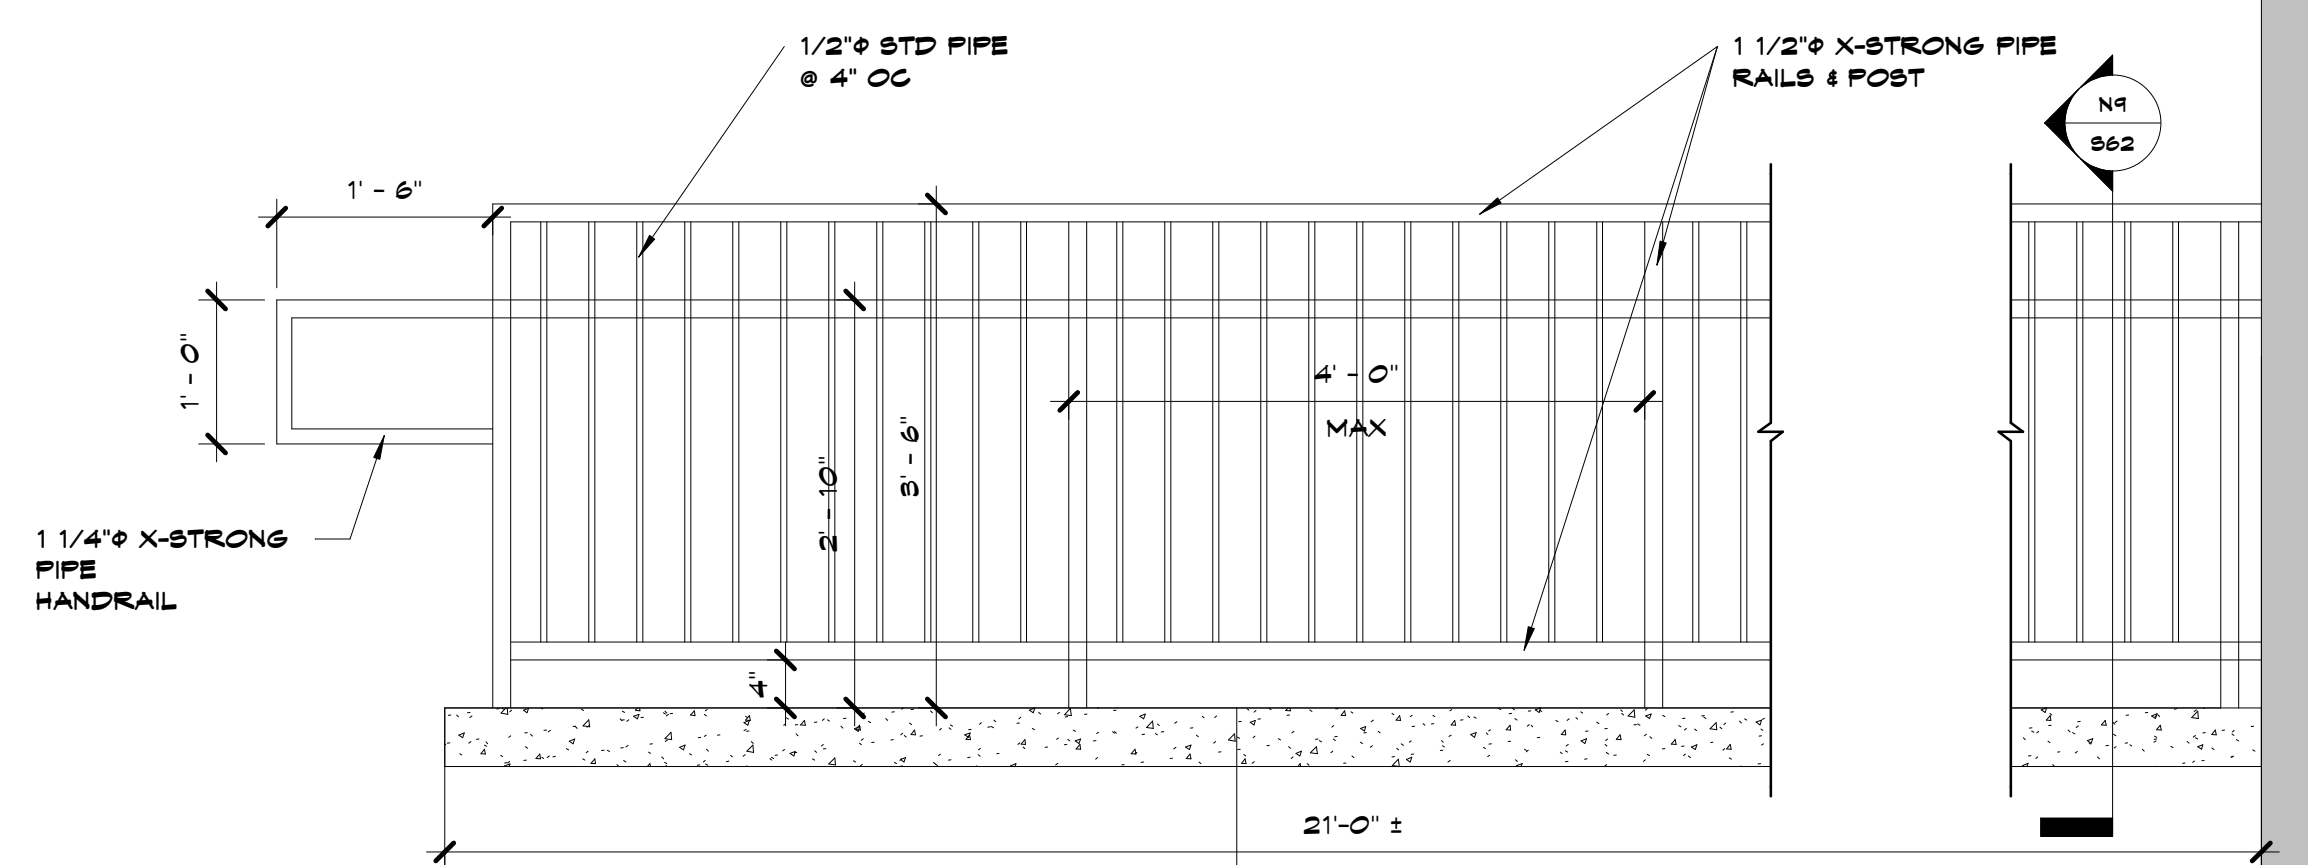 1/2"Φ STD PIPE
@ 4" OC
1 1/2"Φ X-STRONG PIPE
RAILS & POST
N9
S62
1' - 6"
1' - 0"
4' - 0"
MAX
3' - 6"
2' - 10"
1 1/4"Φ X-STRONG
PIPE
HANDRAIL
4"
21'-0" ±